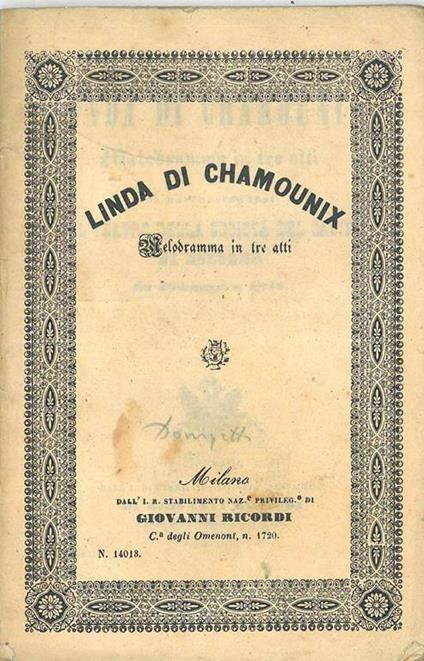 LINDA DI CHAMOUNIX
Melodramma in tre atti
Donizetti
Milano
DALL' I. R. STABILIMENTO NAZ.e PRIVILEG.o DI
GIOVANNI RICORDI
C.a degli Omenoni, n. 1720.
N. 14018.